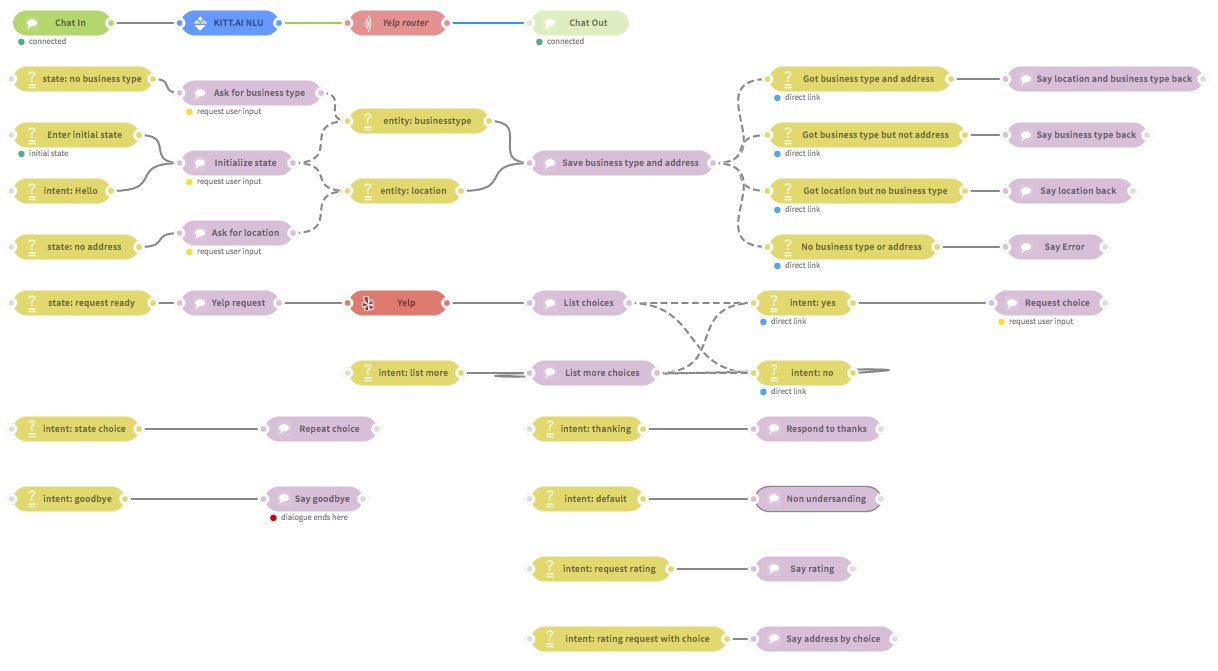 Chat In
KITT.AI NLU
Yelp router
Chat Out
connected
connected
state: no business type
Ask for business type
request user input
entity: businesstype
Got business type and address
direct link
Say location and business type back
Enter initial state
initial state
Initialize state
request user input
Save business type and address
Got business type but not address
direct link
Say business type back
intent: Hello
entity: location
Got location but no business type
direct link
Say location back
state: no address
Ask for location
request user input
No business type or address
direct link
Say Error
state: request ready
Yelp request
Yelp
List choices
intent: yes
direct link
Request choice
request user input
intent: list more
List more choices
intent: no
direct link
intent: state choice
Repeat choice
intent: thanking
Respond to thanks
intent: goodbye
Say goodbye
dialogue ends here
intent: default
Non undersanding
intent: request rating
Say rating
intent: rating request with choice
Say address by choice